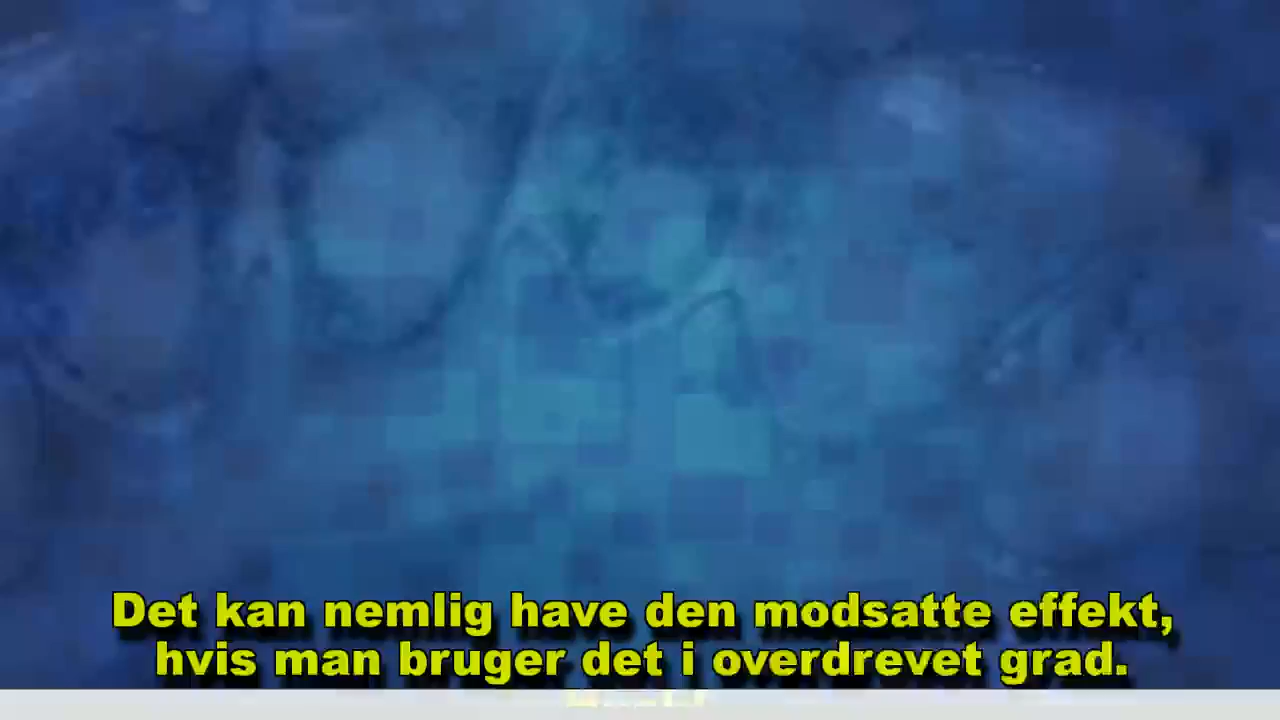 Det kan nemlig have den modsatte effekt,
hvis man bruger det i overdrevet grad.